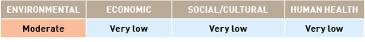 ENVIRONMENTAL ECONOMIC SOCIAL/CULTURAL HUMAN HEALTH
Moderate Very low Very low Very low